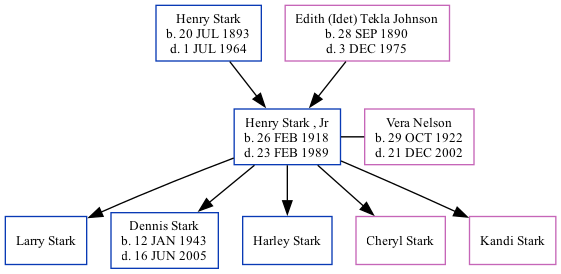 Henry Stark
b. 20 JUL 1893
d. 1 JUL 1964
Edith (Idet) Tekla Johnson
b. 28 SEP 1890
d. 3 DEC 1975
Henry Stark , Jr
b. 26 FEB 1918
d. 23 FEB 1989
Vera Nelson
b. 29 OCT 1922
d. 21 DEC 2002
Larry Stark
Dennis Stark
b. 12 JAN 1943
d. 16 JUN 2005
Harley Stark
Cheryl Stark
Kandi Stark